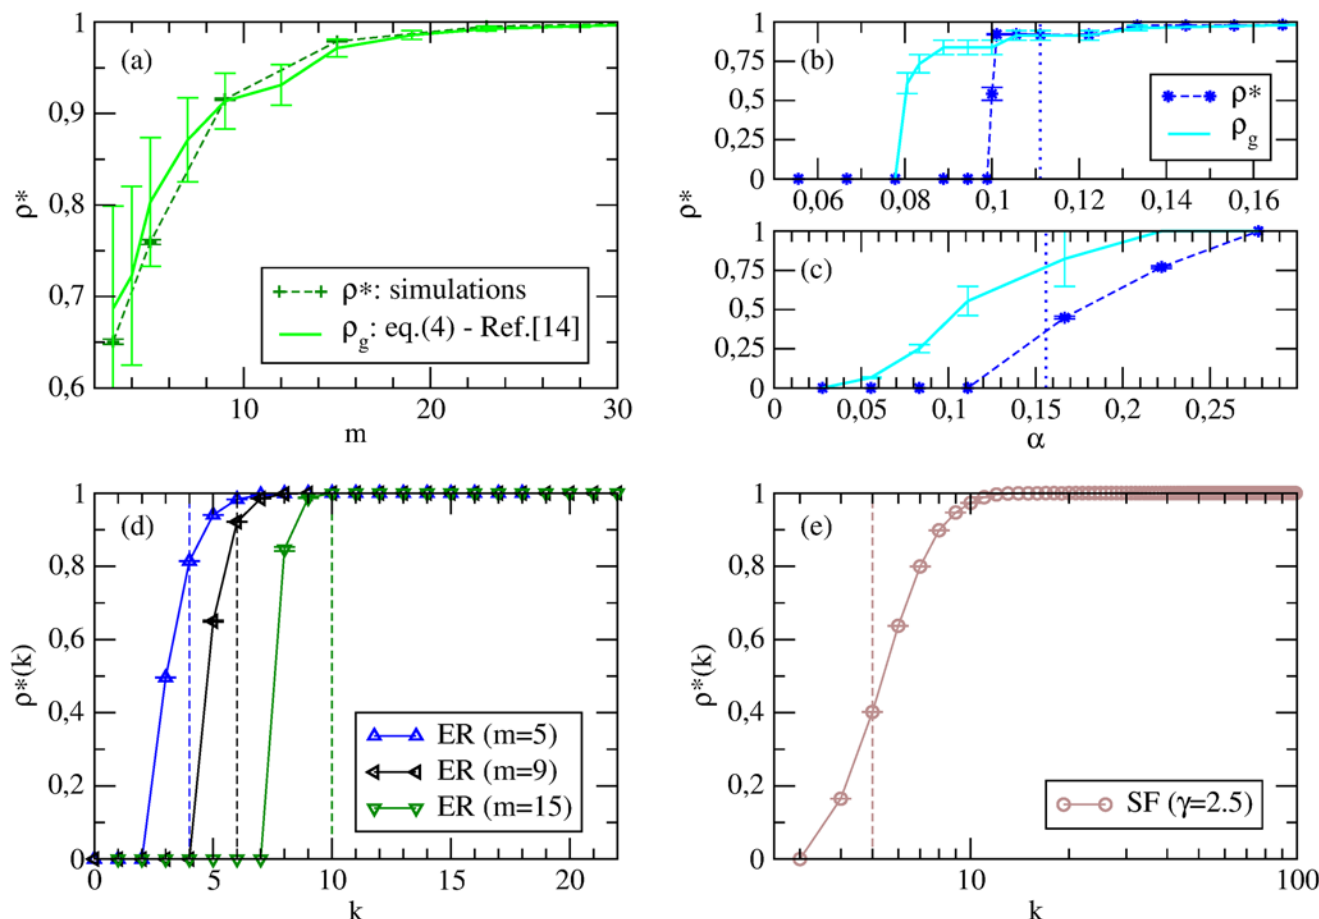 (a)
1
0,9
0,8
0,7
0,6
ρ*
10 20 30
m
ρ*: simulations
ρg: eq.(4) - Ref.[14]
(b)
1
0,75
0,5
0,25
0
0,06 0,08 0,1 0,12 0,14 0,16
ρ*
ρg
ρ*
(c)
1
0,75
0,5
0,25
0
0 0,05 0,1 0,15 0,2 0,25
α
(d)
1
0,8
0,6
0,4
0,2
0
ρ*(k)
0 5 10 15 20
k
ER (m=5)
ER (m=9)
ER (m=15)
(e)
1
0,8
0,6
0,4
0,2
0
ρ*(k)
10 100
k
SF (γ=2.5)